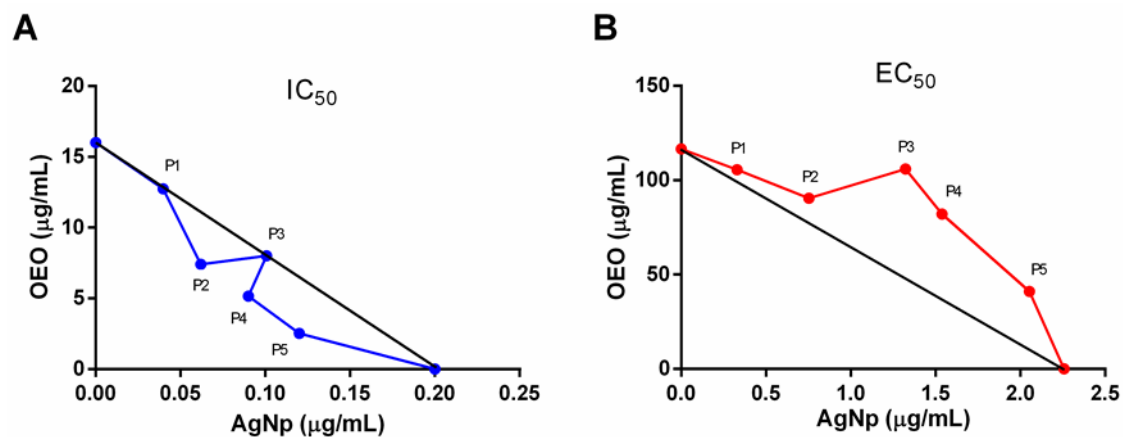 A
IC50
20
15
10
5
0
OEO (μg/mL)
P1
P2
P3
P4
P5
0.00
0.05
0.10
0.15
0.20
0.25
AgNp (μg/mL)
B
EC50
150
100
50
0
OEO (μg/mL)
P1
P2
P3
P4
P5
0.0
0.5
1.0
1.5
2.0
2.5
AgNp (μg/mL)